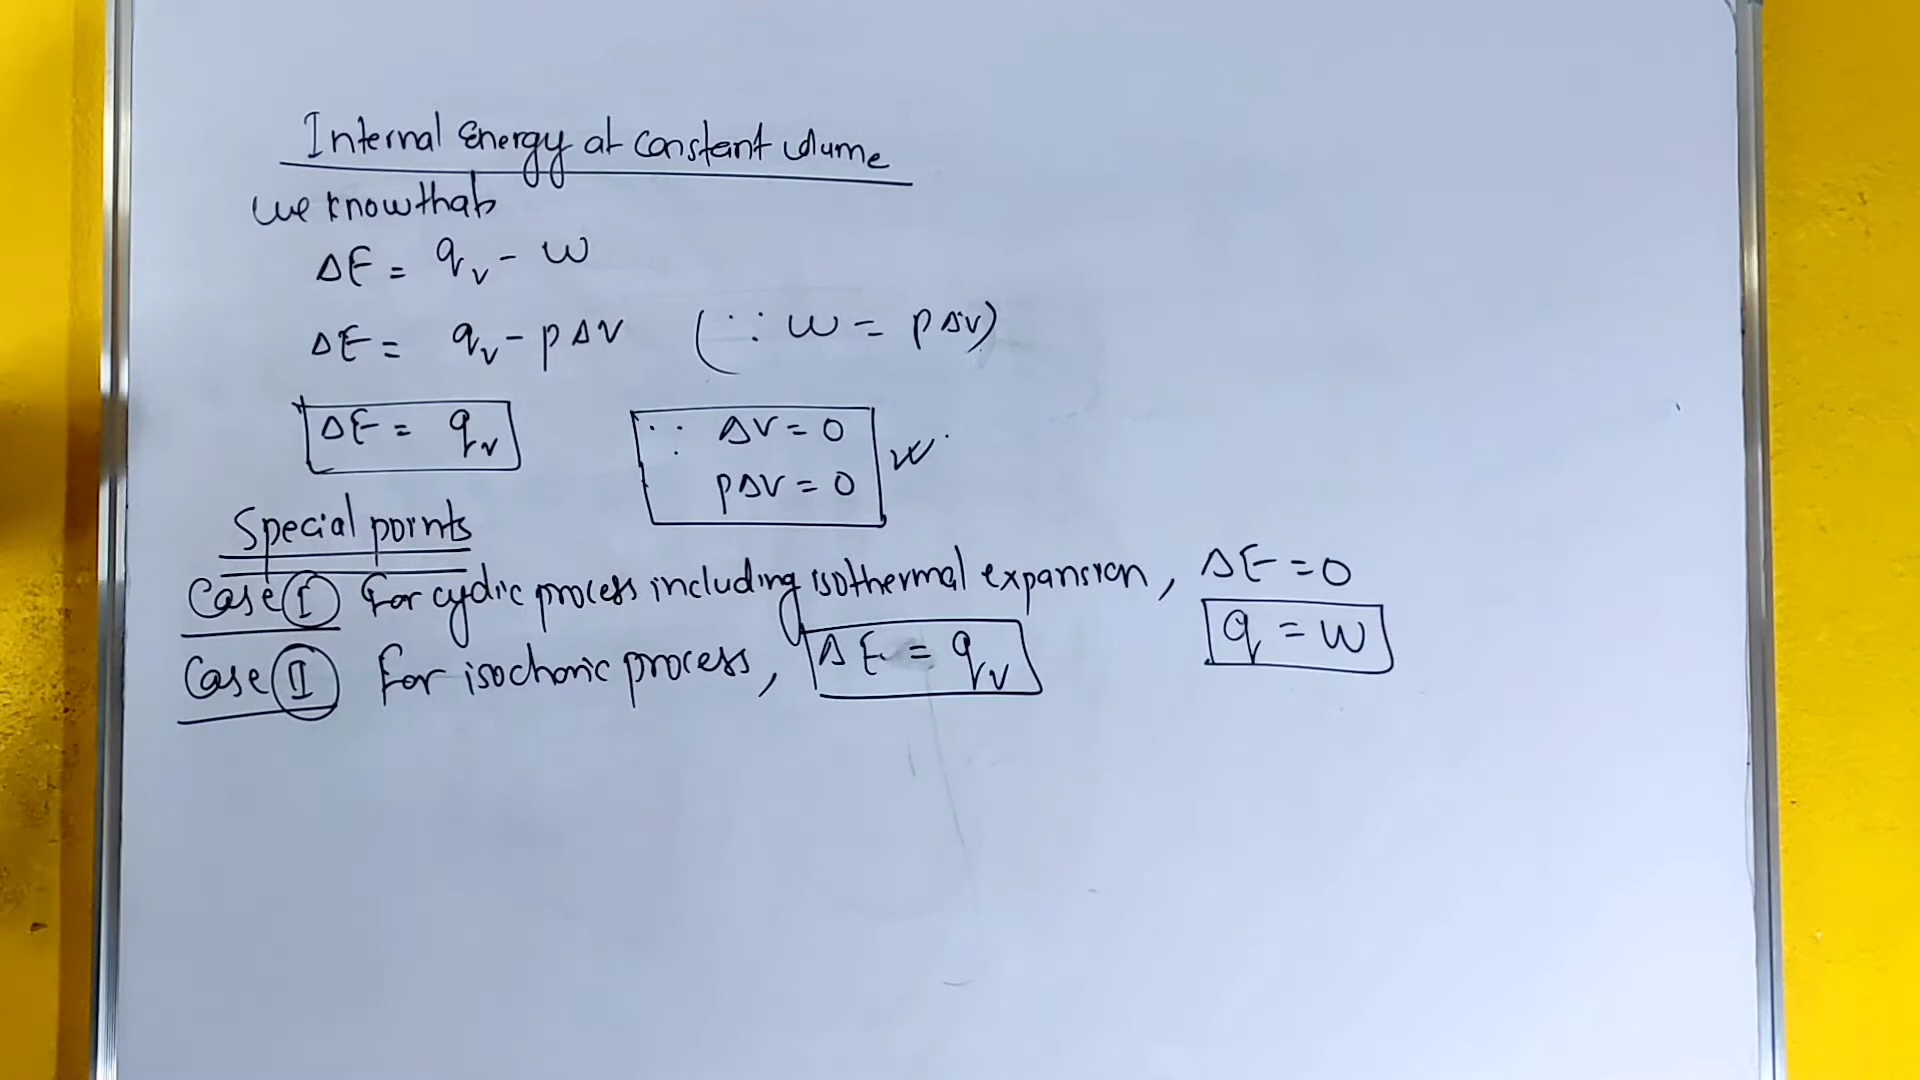 Internal Energy at constant volume
we know that
ΔE = qv - w
ΔE = qv - pΔV (∵ w = pΔV)
ΔE = qv ∵ ΔV = 0
pΔV = 0
Special points
Case I For cyclic process including isothermal expansion, ΔE = 0
q = w
Case II For isochoric process, ΔE = qv